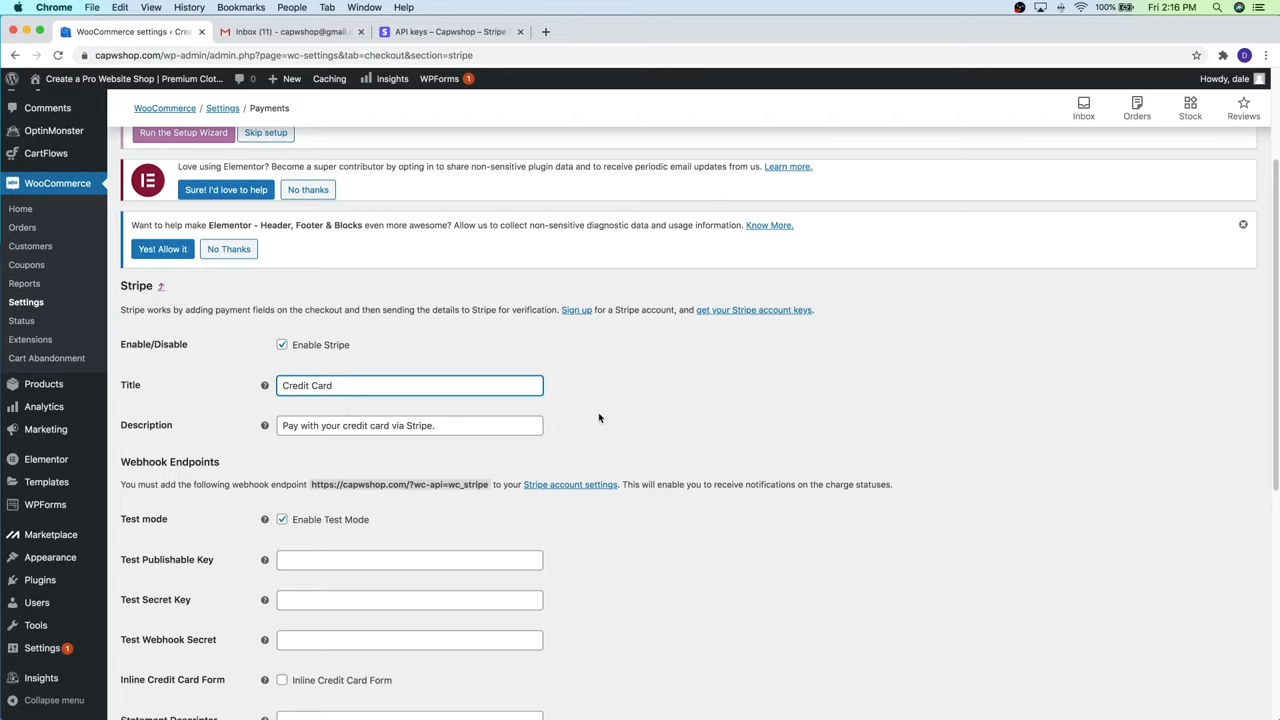 Chrome File Edit View History Bookmarks People Tab Window Help 100% Fri 2:16 PM
WooCommerce settings ‹ Cre
Inbox (11) - capwshop@gmail.c
API keys – Capwshop – Stripe
capwshop.com/wp-admin/admin.php?page=wc-settings&tab=checkout&section=stripe
D
Create a Pro Website Shop | Premium Clot... 0 New Caching Insights WPForms 1 Howdy, dale
Comments
OptinMonster
CartFlows
WooCommerce
Home
Orders
Customers
Coupons
Reports
Settings
Status
Extensions
Cart Abandonment
Products
Analytics
Marketing
Elementor
Templates
WPForms
Marketplace
Appearance
Plugins
Users
Tools
Settings 1
Insights
Collapse menu
WooCommerce / Settings / Payments
Inbox Orders Stock Reviews
Run the Setup Wizard Skip setup
Love using Elementor? Become a super contributor by opting in to share non-sensitive plugin data and to receive periodic email updates from us. Learn more.
Sure! I'd love to help No thanks
Want to help make Elementor - Header, Footer & Blocks even more awesome? Allow us to collect non-sensitive diagnostic data and usage information. Know More.
Yes! Allow it No Thanks
Stripe
Stripe works by adding payment fields on the checkout and then sending the details to Stripe for verification. Sign up for a Stripe account, and get your Stripe account keys.
Enable/Disable Enable Stripe
Title Credit Card
Description Pay with your credit card via Stripe.
Webhook Endpoints
You must add the following webhook endpoint https://capwshop.com/?wc-api=wc_stripe to your Stripe account settings. This will enable you to receive notifications on the charge statuses.
Test mode Enable Test Mode
Test Publishable Key
Test Secret Key
Test Webhook Secret
Inline Credit Card Form Inline Credit Card Form
Statement Descriptor